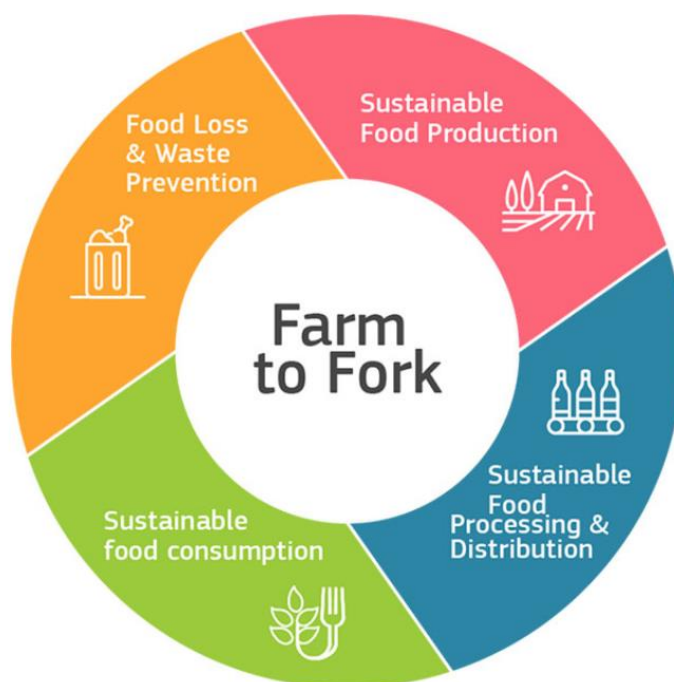 Food Loss
& Waste
Prevention
Sustainable
Food Production
Farm
to Fork
Sustainable
Food
Processing &
Distribution
Sustainable
food consumption